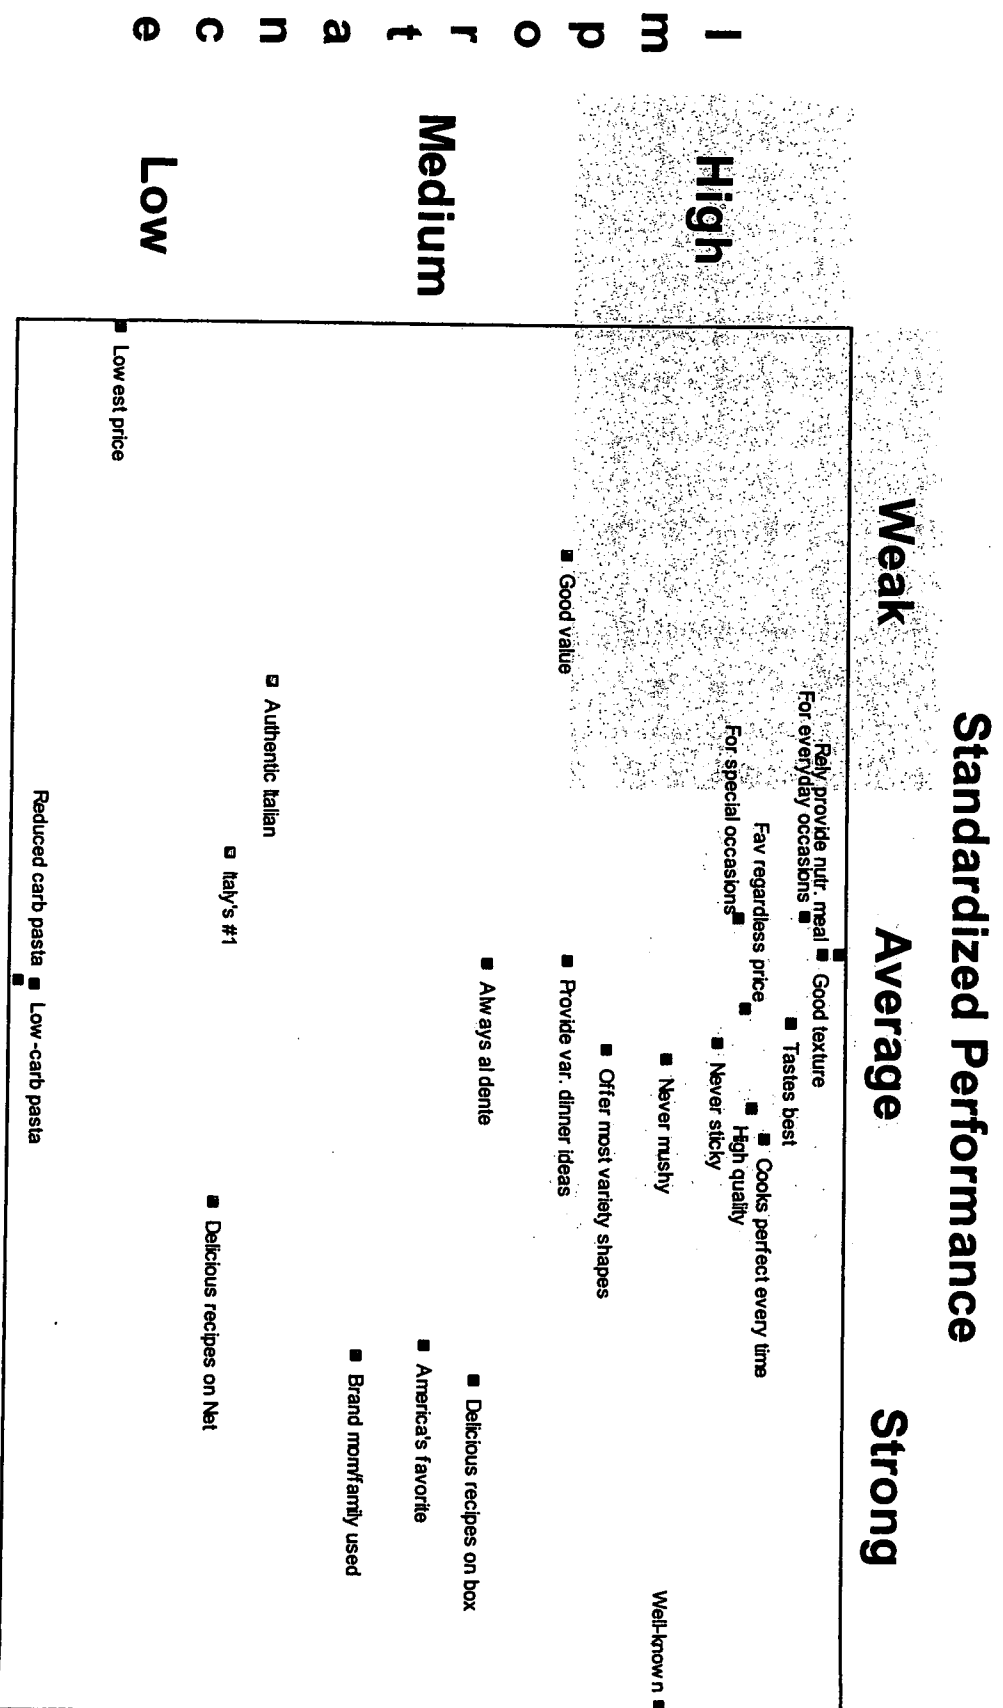 Standardized Performance
Weak Average Strong
I
m
p
o
r
t
a
n
c
e
High
Medium
Low
Rely provide nutr. meal
Good texture
For everyday occasions
Tastes best
Fav regardless price
Cooks perfect every time
High quality
For special occasions
Never sticky
Never mushy
Well-known
Offer most variety shapes
Good value
Provide var. dinner ideas
Always al dente
Delicious recipes on box
America's favorite
Brand mom/family used
Authentic Italian
Italy's #1
Delicious recipes on Net
Lowest price
Reduced carb pasta
Low-carb pasta